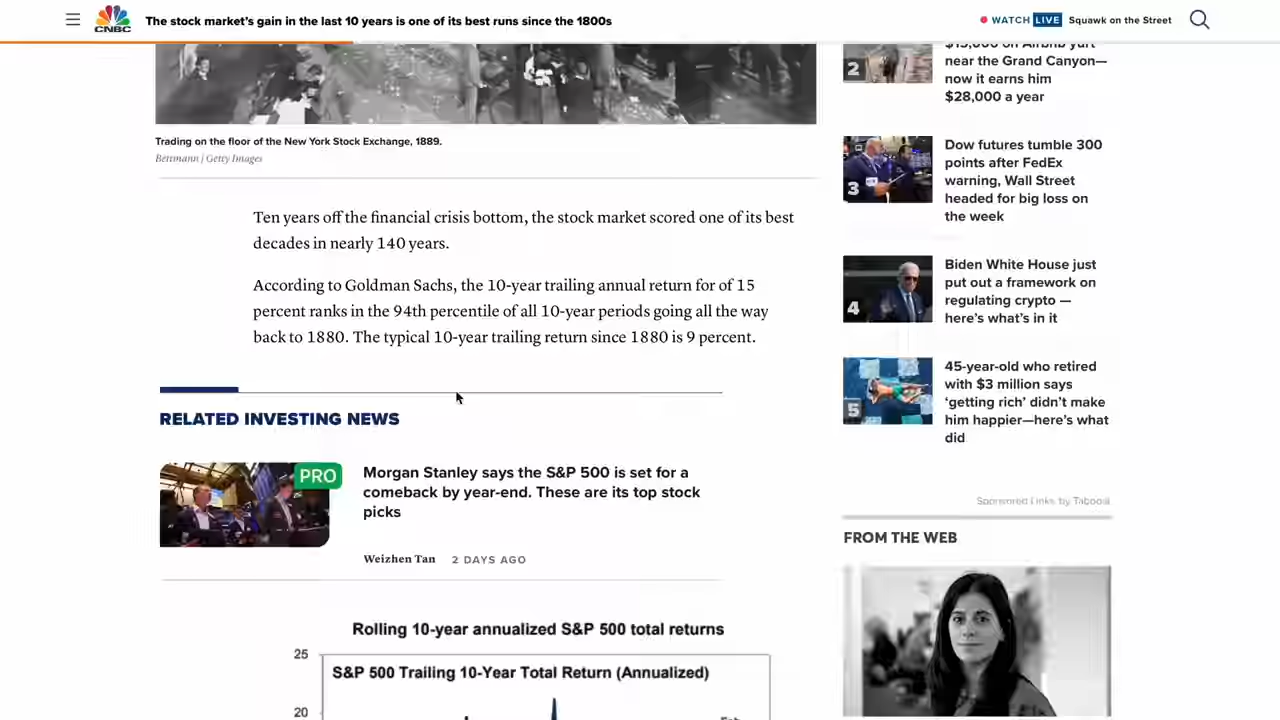 CNBC
The stock market's gain in the last 10 years is one of its best runs since the 1800s
WATCH LIVE Squawk on the Street
Trading on the floor of the New York Stock Exchange, 1889.
Bettmann | Getty Images
Ten years off the financial crisis bottom, the stock market scored one of its best
decades in nearly 140 years.
According to Goldman Sachs, the 10-year trailing annual return for of 15
percent ranks in the 94th percentile of all 10-year periods going all the way
back to 1880. The typical 10-year trailing return since 1880 is 9 percent.
RELATED INVESTING NEWS
PRO
Morgan Stanley says the S&P 500 is set for a
comeback by year-end. These are its top stock
picks
Weizhen Tan 2 DAYS AGO
Rolling 10-year annualized S&P 500 total returns
25
S&P 500 Trailing 10-Year Total Return (Annualized)
20
2
on Airbnb yurt
near the Grand Canyon—
now it earns him
$28,000 a year
3
Dow futures tumble 300
points after FedEx
warning, Wall Street
headed for big loss on
the week
4
Biden White House just
put out a framework on
regulating crypto —
here's what's in it
5
45-year-old who retired
with $3 million says
‘getting rich’ didn't make
him happier—here's what
did
Sponsored Links by Taboola
FROM THE WEB